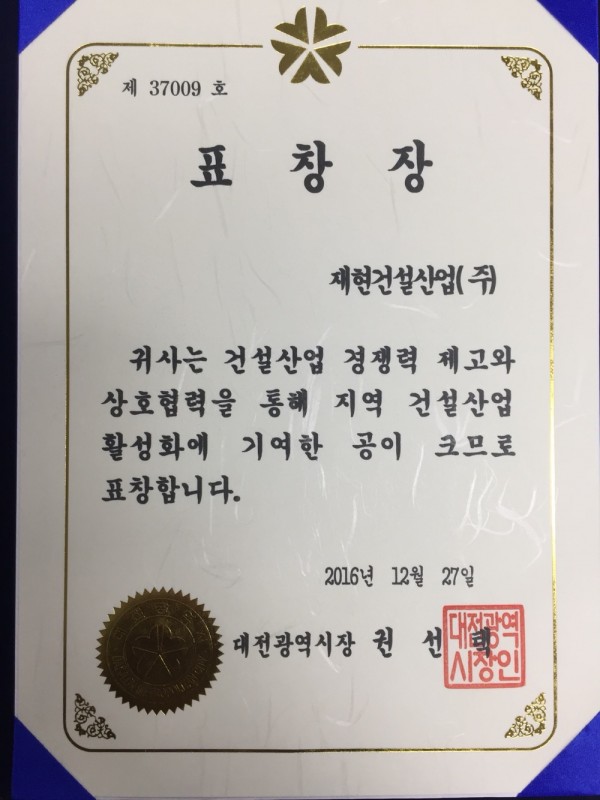 제 37009 호
표 창 장
재현건설산업(주)
귀사는 건설산업 경쟁력 제고와
상호협력을 통해 지역 건설산업
활성화에 기여한 공이 크므로
표창합니다.
2016년 12월 27일
대전광역시장 권 선 택
대전광역
시장인